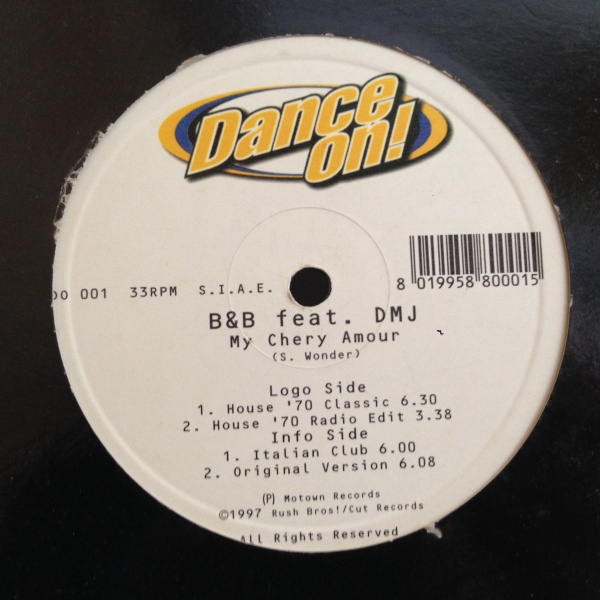 Dance
on!
8 019958 800015
DO 001 33RPM S.I.A.E.
B&B feat. DMJ
My Chery Amour
(S. Wonder)
Logo Side
1. House '70 Classic 6.30
2. House '70 Radio Edit 3.38
Info Side
1. Italian Club 6.00
2. Original Version 6.08
(P) Motown Records
©1997 Rush Bros!/Cut Records
All Rights Reserved